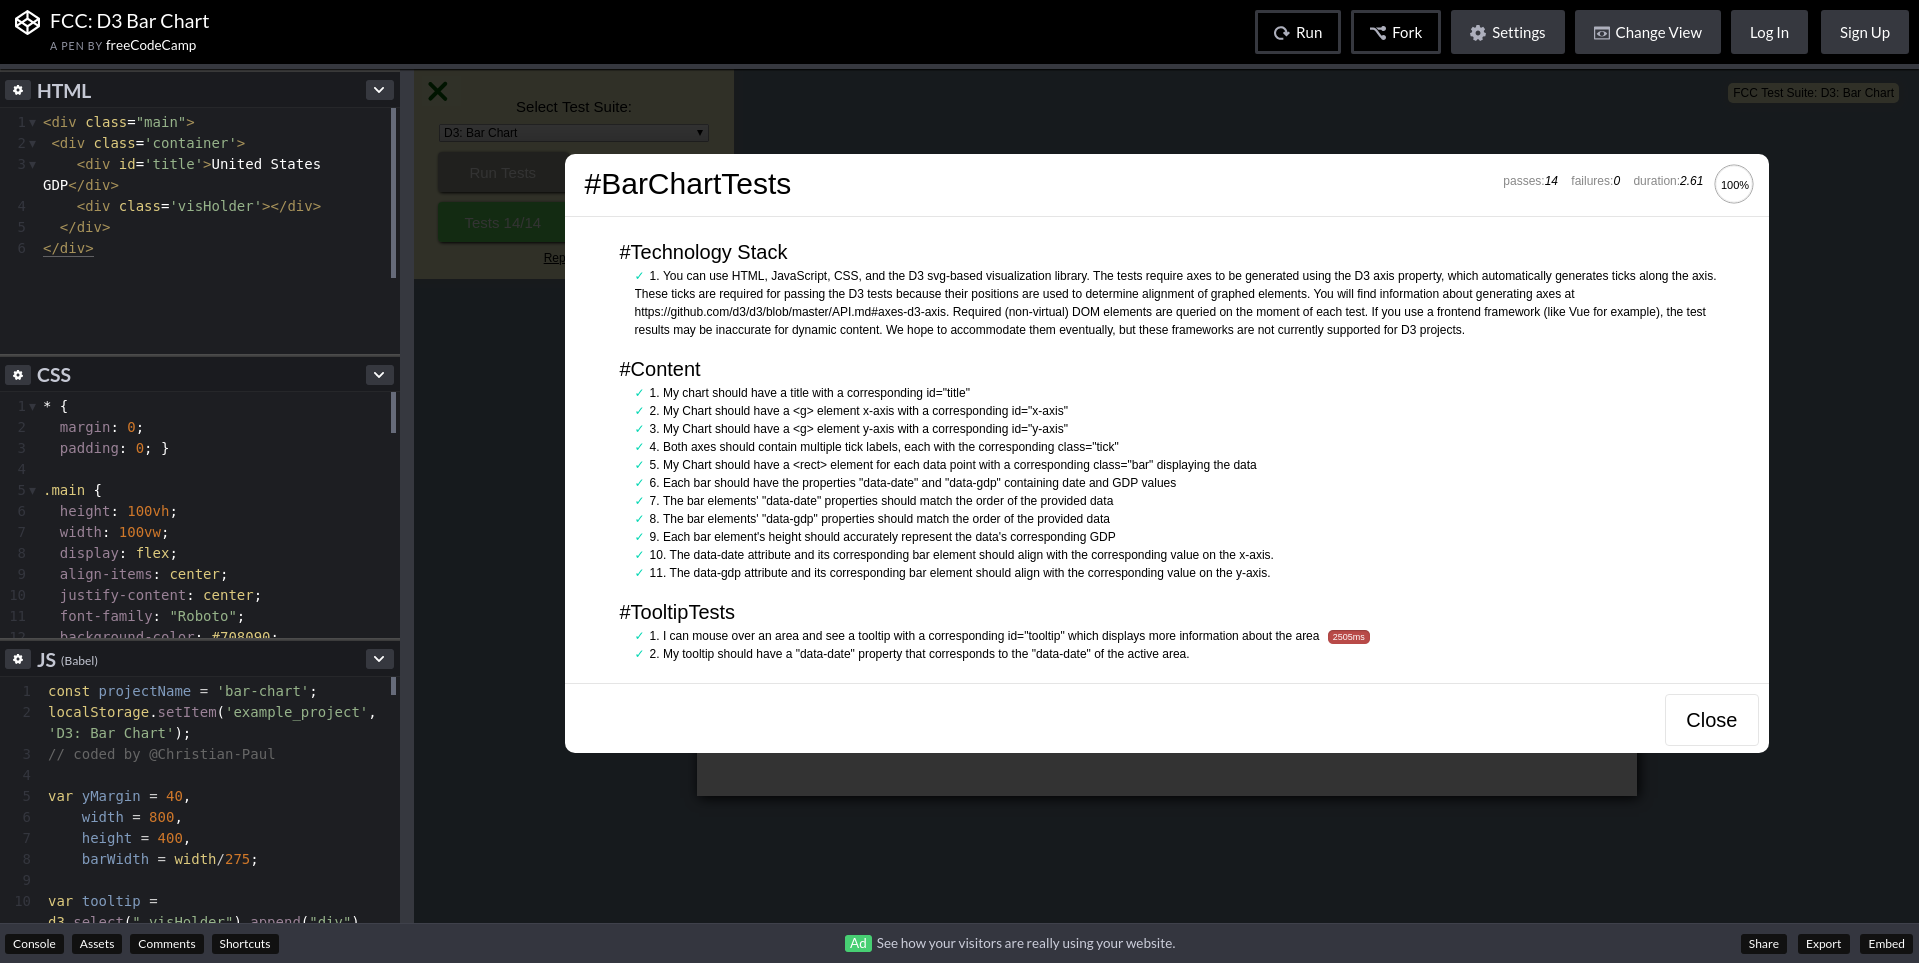 FCC: D3 Bar Chart
A PEN BY freeCodeCamp
Run
Fork
Settings
Change View
Log In
Sign Up
HTML
1 <div class="main">
2 <div class='container'>
3 <div id='title'>United States
GDP</div>
4 <div class='visHolder'></div>
5 </div>
6 </div>
CSS
1 * {
2 margin: 0;
3 padding: 0; }
4
5 .main {
6 height: 100vh;
7 width: 100vw;
8 display: flex;
9 align-items: center;
10 justify-content: center;
11 font-family: "Roboto";
12 background-color: #708090;
JS (Babel)
1 const projectName = 'bar-chart';
2 localStorage.setItem('example_project',
'D3: Bar Chart');
3 // coded by @Christian-Paul
4
5 var yMargin = 40,
6 width = 800,
7 height = 400,
8 barWidth = width/275;
9
10 var tooltip =
d3.select(".visHolder").append("div")
Select Test Suite:
D3: Bar Chart
Run Tests
Tests 14/14
Rep
FCC Test Suite: D3: Bar Chart
#BarChartTests
passes:14 failures:0 duration:2.61 100%
#Technology Stack
✓ 1. You can use HTML, JavaScript, CSS, and the D3 svg-based visualization library. The tests require axes to be generated using the D3 axis property, which automatically generates ticks along the axis.
These ticks are required for passing the D3 tests because their positions are used to determine alignment of graphed elements. You will find information about generating axes at
https://github.com/d3/d3/blob/master/API.md#axes-d3-axis. Required (non-virtual) DOM elements are queried on the moment of each test. If you use a frontend framework (like Vue for example), the test
results may be inaccurate for dynamic content. We hope to accommodate them eventually, but these frameworks are not currently supported for D3 projects.
#Content
✓ 1. My chart should have a title with a corresponding id="title"
✓ 2. My Chart should have a <g> element x-axis with a corresponding id="x-axis"
✓ 3. My Chart should have a <g> element y-axis with a corresponding id="y-axis"
✓ 4. Both axes should contain multiple tick labels, each with the corresponding class="tick"
✓ 5. My Chart should have a <rect> element for each data point with a corresponding class="bar" displaying the data
✓ 6. Each bar should have the properties "data-date" and "data-gdp" containing date and GDP values
✓ 7. The bar elements' "data-date" properties should match the order of the provided data
✓ 8. The bar elements' "data-gdp" properties should match the order of the provided data
✓ 9. Each bar element's height should accurately represent the data's corresponding GDP
✓ 10. The data-date attribute and its corresponding bar element should align with the corresponding value on the x-axis.
✓ 11. The data-gdp attribute and its corresponding bar element should align with the corresponding value on the y-axis.
#TooltipTests
✓ 1. I can mouse over an area and see a tooltip with a corresponding id="tooltip" which displays more information about the area 2505ms
✓ 2. My tooltip should have a "data-date" property that corresponds to the "data-date" of the active area.
Close
Console
Assets
Comments
Shortcuts
Ad See how your visitors are really using your website.
Share
Export
Embed